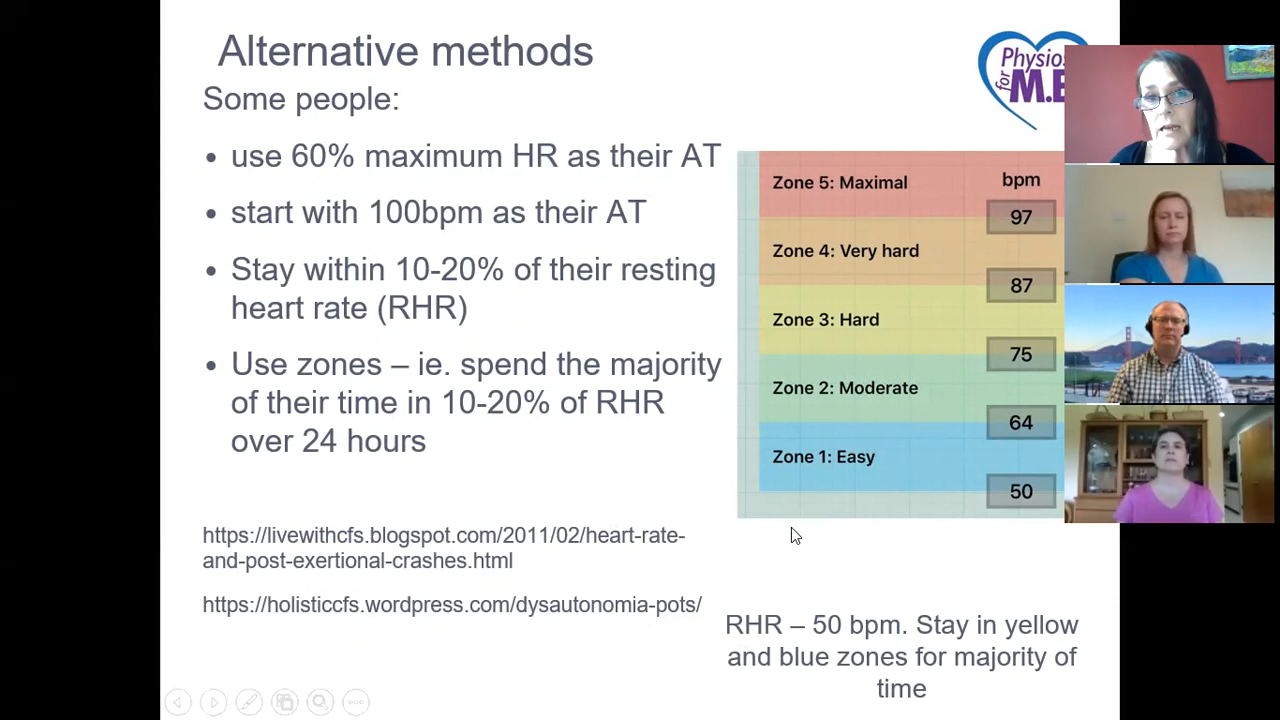 Alternative methods
Some people:
• use 60% maximum HR as their AT
• start with 100bpm as their AT
• Stay within 10-20% of their resting
heart rate (RHR)
• Use zones – ie. spend the majority
of their time in 10-20% of RHR
over 24 hours
https://livewithcfs.blogspot.com/2011/02/heart-rate-
and-post-exertional-crashes.html
https://holisticcfs.wordpress.com/dysautonomia-pots/
Physios
for M.E
Zone 5: Maximal bpm
97
Zone 4: Very hard
87
Zone 3: Hard
75
Zone 2: Moderate
64
Zone 1: Easy
50
RHR – 50 bpm. Stay in yellow
and blue zones for majority of
time